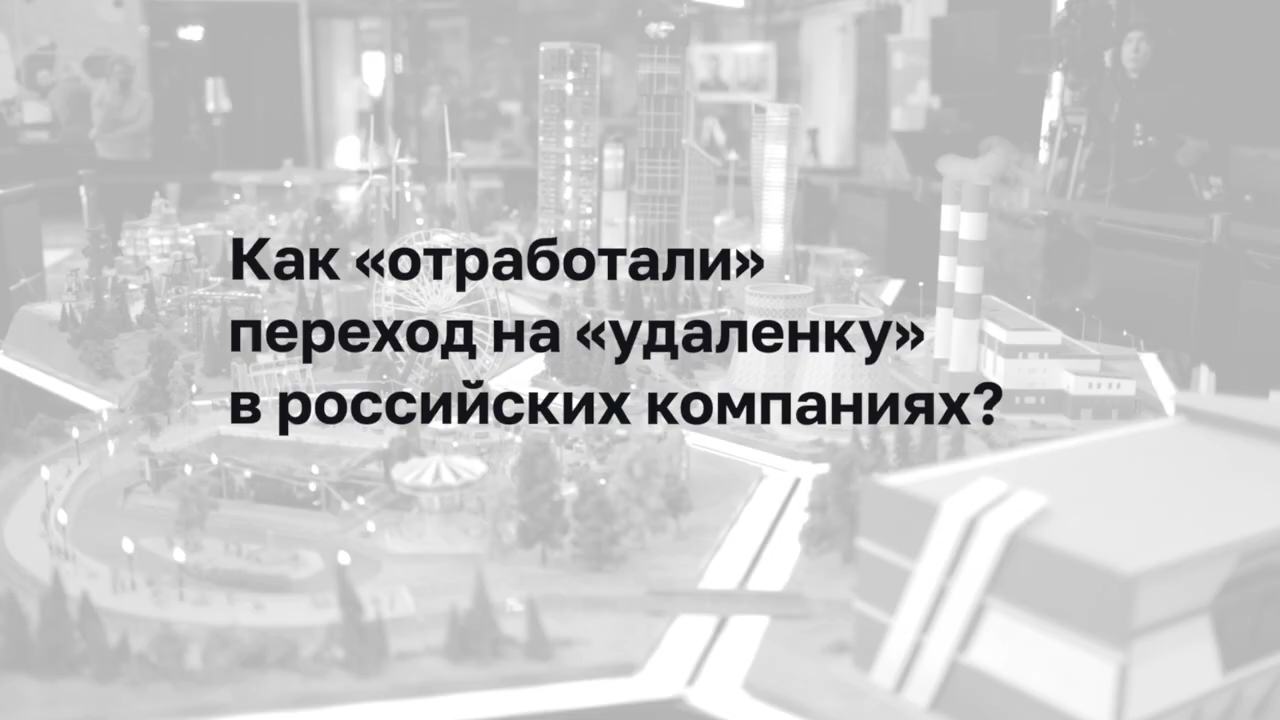 Как «отработали»
переход на «удаленку»
в российских компаниях?